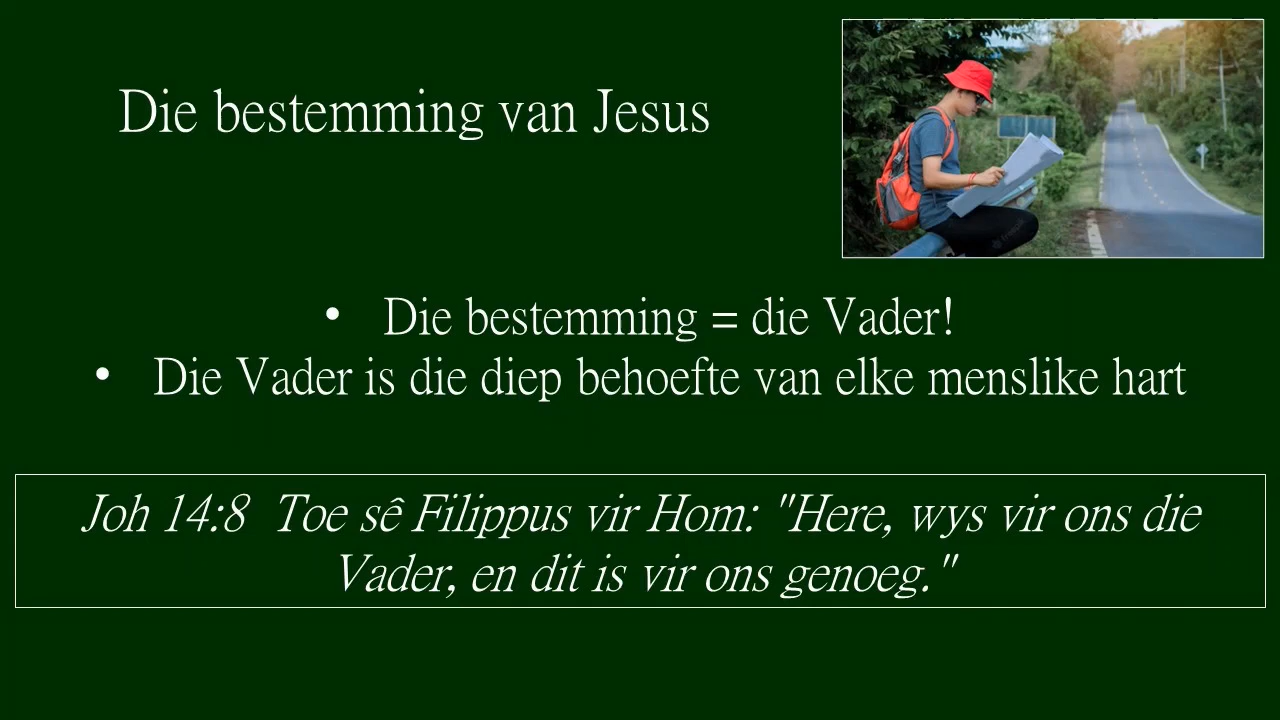 Die bestemming van Jesus
• Die bestemming = die Vader!
• Die Vader is die diep behoefte van elke menslike hart
Joh 14:8  Toe sê Filippus vir Hom: "Here, wys vir ons die
Vader, en dit is vir ons genoeg."